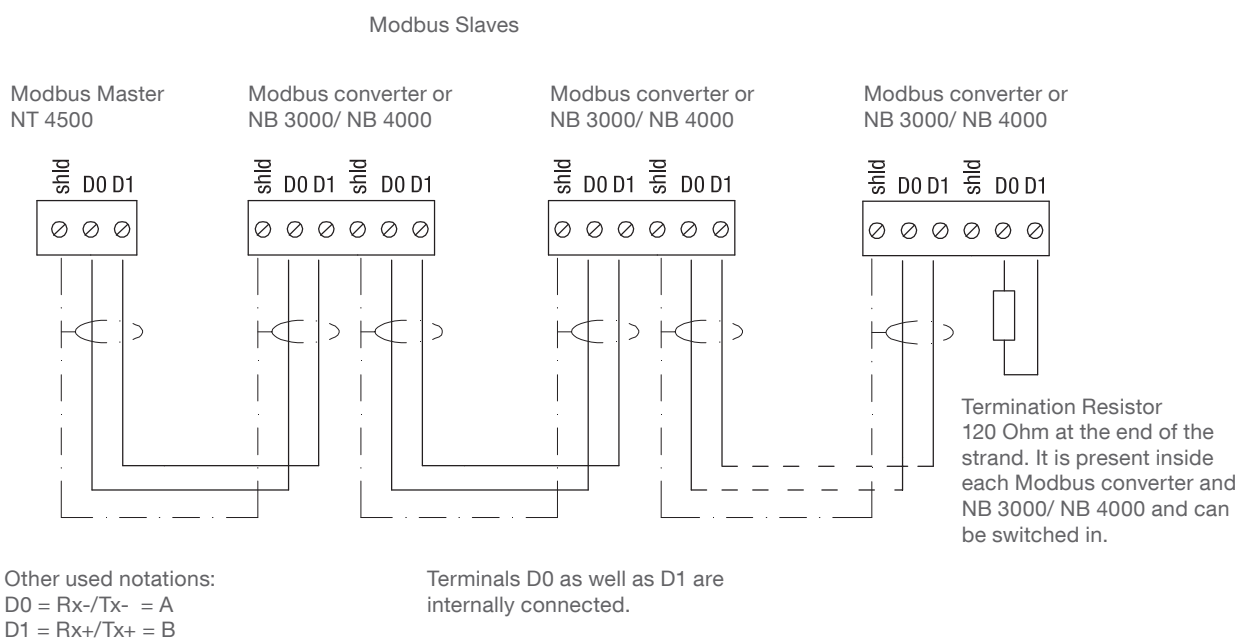 Modbus Slaves
Modbus Master
NT 4500
Modbus converter or
NB 3000/ NB 4000
Modbus converter or
NB 3000/ NB 4000
Modbus converter or
NB 3000/ NB 4000
shld D0 D1
shld D0 D1 shld D0 D1
shld D0 D1 shld D0 D1
shld D0 D1 shld D0 D1
Termination Resistor
120 Ohm at the end of the
strand. It is present inside
each Modbus converter and
NB 3000/ NB 4000 and can
be switched in.
Other used notations:
D0 = Rx-/Tx- = A
D1 = Rx+/Tx+ = B
Terminals D0 as well as D1 are
internally connected.